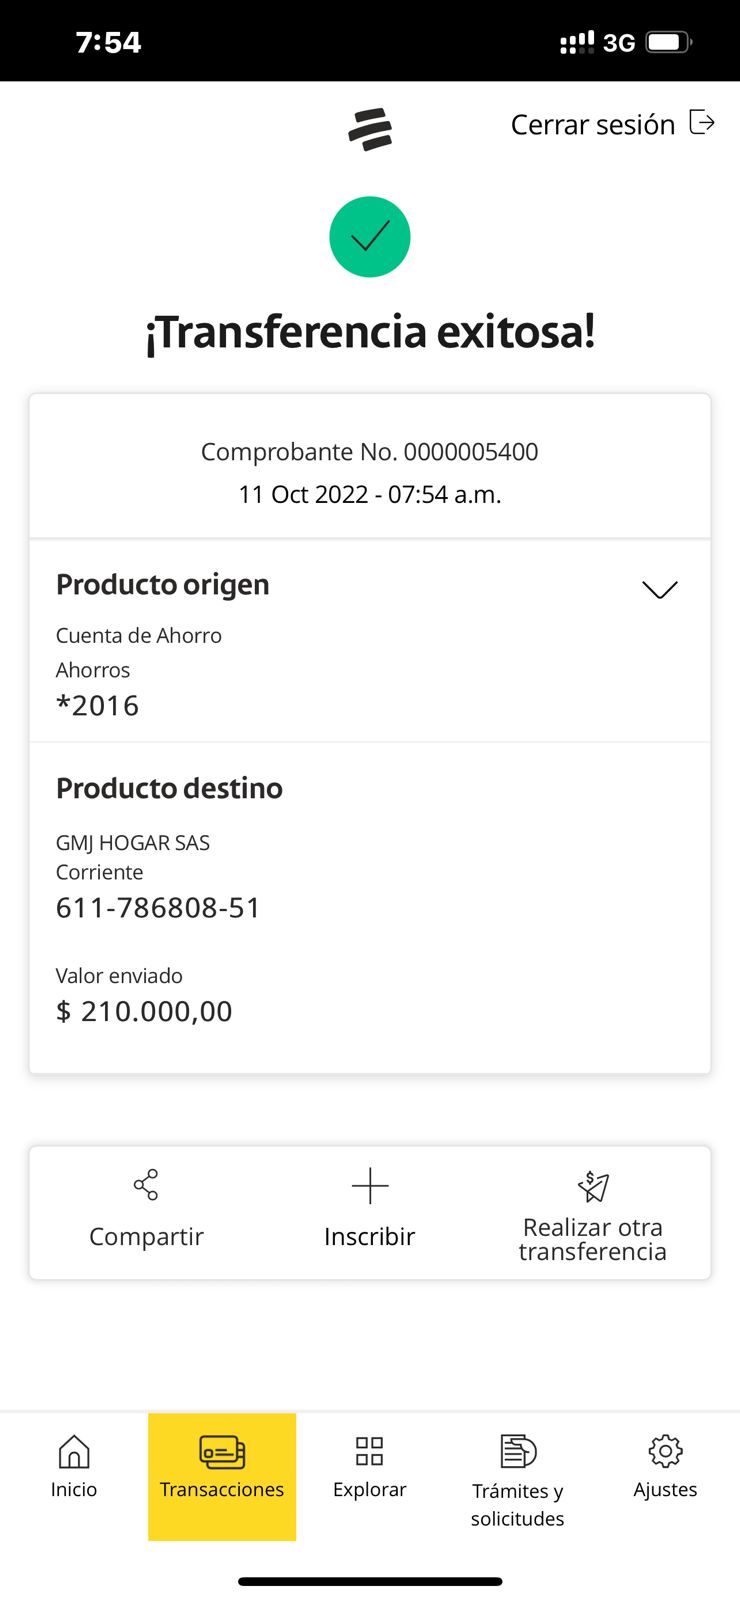 7:54
3G
Cerrar sesión
¡Transferencia exitosa!
Comprobante No. 0000005400
11 Oct 2022 - 07:54 a.m.
Producto origen
Cuenta de Ahorro
Ahorros
*2016
Producto destino
GMJ HOGAR SAS
Corriente
611-786808-51
Valor enviado
$ 210.000,00
Compartir
Inscribir
Realizar otra
transferencia
Inicio
Transacciones
Explorar
Trámites y
solicitudes
Ajustes